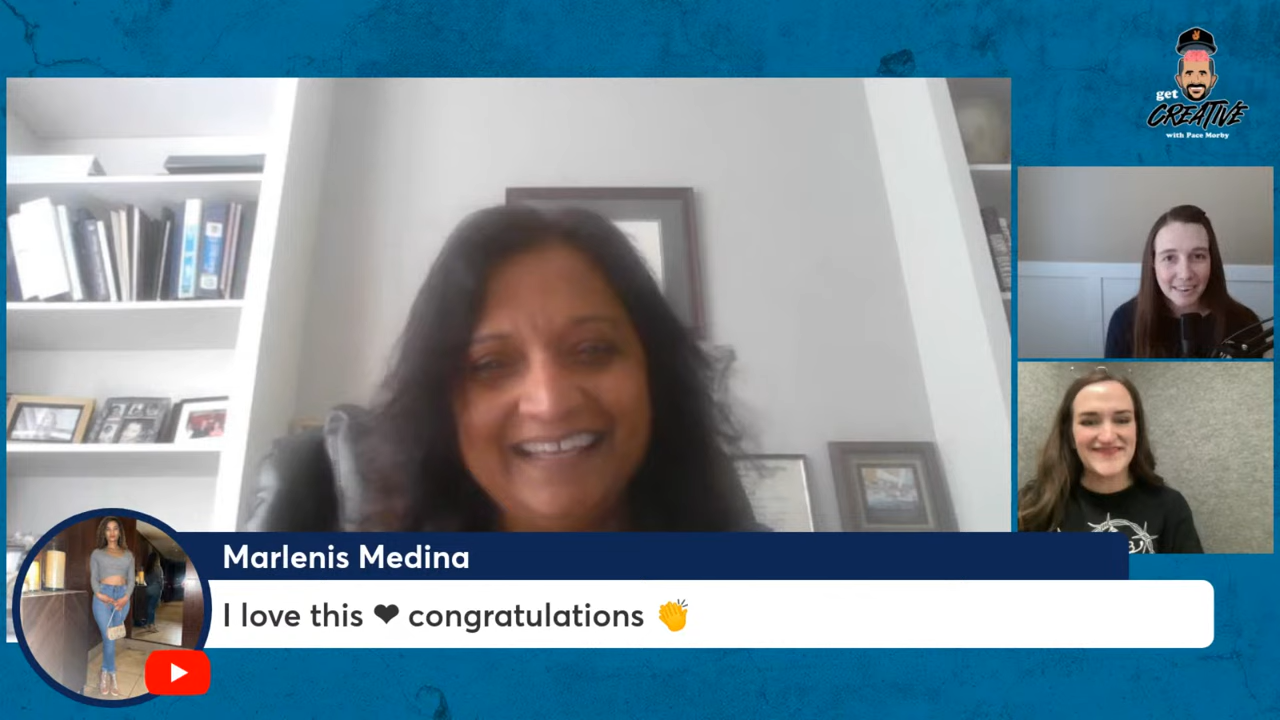 get
CREATIVE
with Pace Morby
Marlenis Medina
I love this ❤ congratulations 👏